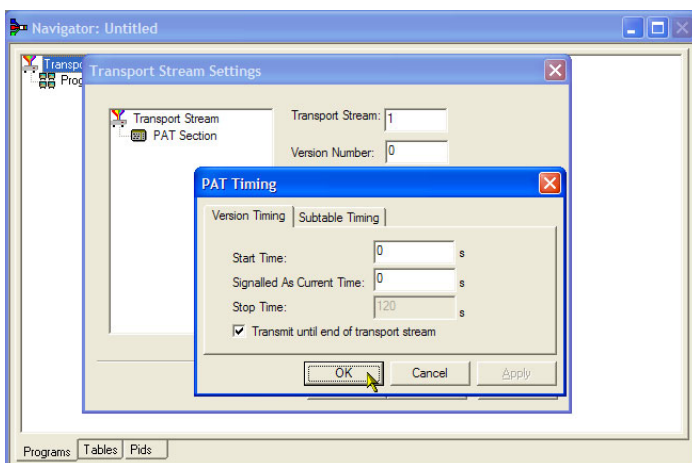 Navigator: Untitled
Transpo
Prog
Transport Stream Settings
Transport Stream
PAT Section
Transport Stream: 1
Version Number: 0
PAT Timing
Version Timing
Subtable Timing
Start Time: 0 s
Signalled As Current Time: 0 s
Stop Time: 120 s
Transmit until end of transport stream
OK
Cancel
Apply
Programs
Tables
Pids